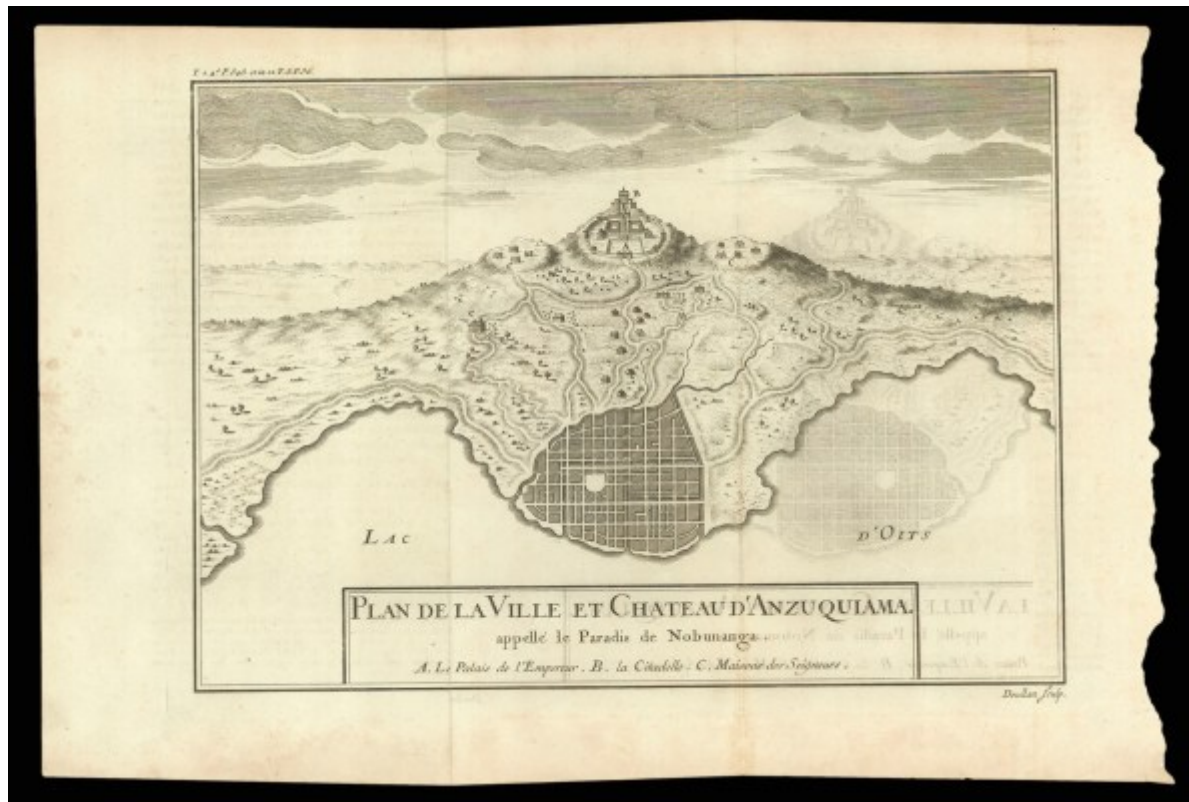 LAC
D'OITS
PLAN DE LA VILLE ET CHATEAU D'ANZUQUIAMA.
appellé le Paradis de Nobunanga.
A. Le Palais de l'Empereur. B. la Citadelle. C. Maisons des Seigneurs.
Sculp.